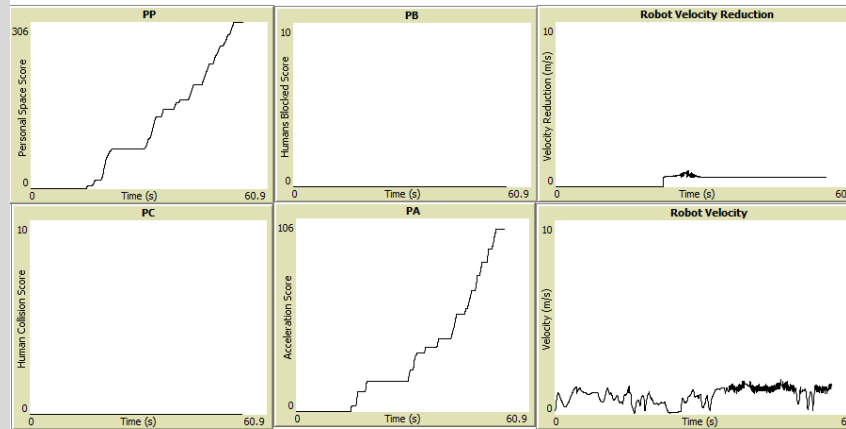 PP
306
Personal Space Score
0
0
Time (s)
60.9
PB
10
Humans Blocked Score
0
0
Time (s)
60.9
Robot Velocity Reduction
10
Velocity Reduction (m/s)
0
0
Time (s)
PC
10
Human Collision Score
0
0
Time (s)
60.9
PA
106
Acceleration Score
0
0
Time (s)
60.9
Robot Velocity
10
Velocity (m/s)
0
0
Time (s)